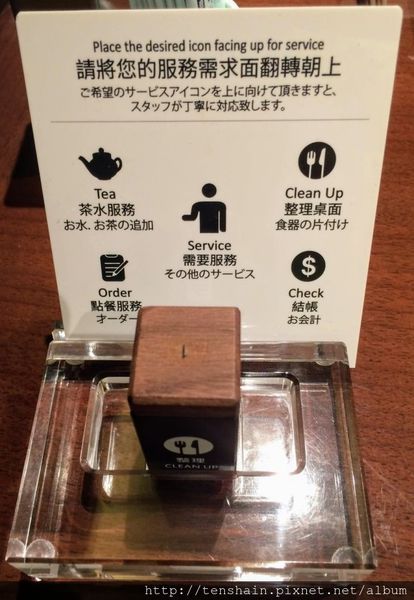 Place the desired icon facing up for service
請將您的服務需求面翻轉朝上
ご希望のサービスアイコンを上に向けて頂きますと、
スタッフが丁寧に対応致します。
Tea
茶水服務
お水、お茶の追加
Clean Up
整理桌面
食器の片付け
Service
需要服務
その他のサービス
Order
點餐服務
オーダー
Check
結帳
お会計
整理
CLEAN UP
http://tenshain.pixnet.net/album